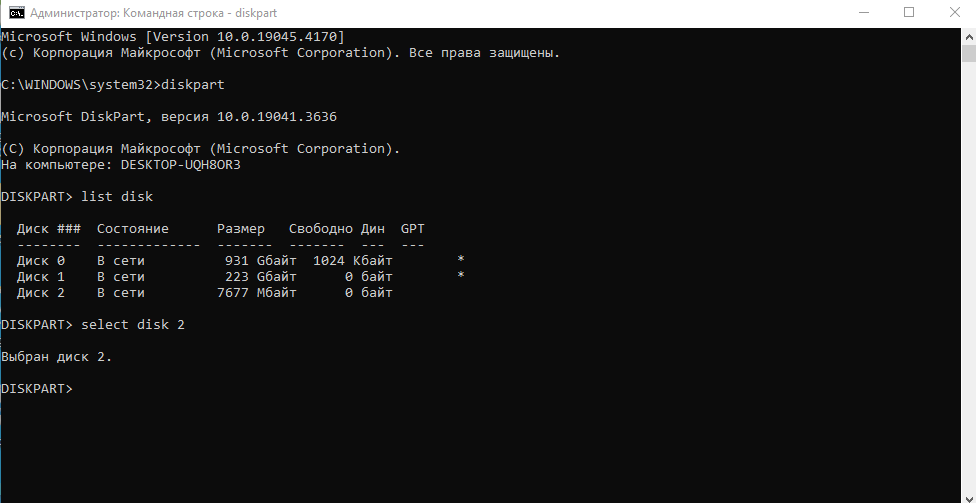 Администратор: Командная строка - diskpart
Microsoft Windows [Version 10.0.19045.4170]
(c) Корпорация Майкрософт (Microsoft Corporation). Все права защищены.
C:\WINDOWS\system32>diskpart
Microsoft DiskPart, версия 10.0.19041.3636
(C) Корпорация Майкрософт (Microsoft Corporation).
На компьютере: DESKTOP-UQH8OR3
DISKPART> list disk
Диск ###  Состояние      Размер   Свободно Дин  GPT
--------  -------------  -------  -------  ---  ---
Диск 0    В сети          931 Gбайт  1024 Kбайт        *
Диск 1    В сети          223 Gбайт      0 байт        *
Диск 2    В сети         7677 Mбайт      0 байт
DISKPART> select disk 2
Выбран диск 2.
DISKPART>